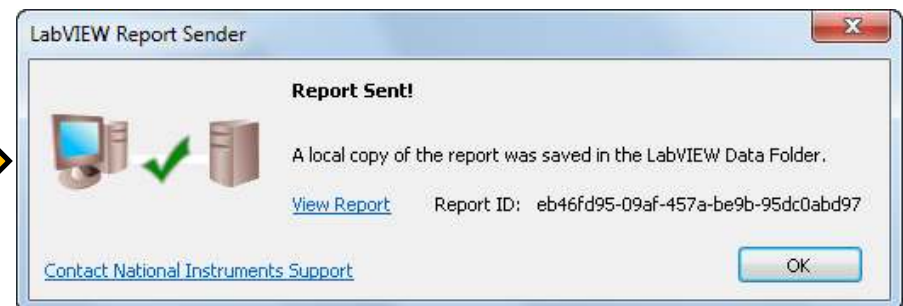 LabVIEW Report Sender
Report Sent!
A local copy of the report was saved in the LabVIEW Data Folder.
View Report Report ID: eb46fd95-09af-457a-be9b-95dc0abd97
Contact National Instruments Support
OK